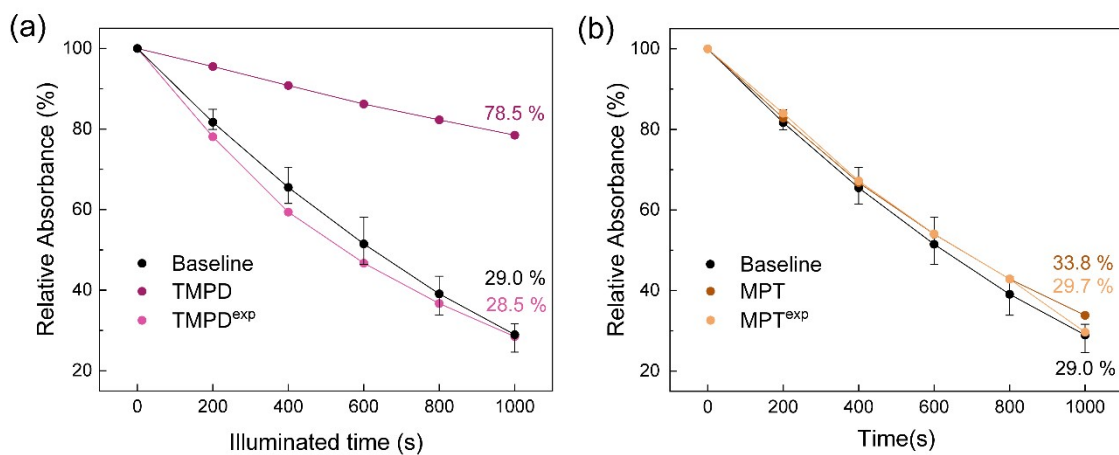 (a)
Relative Absorbance (%)
100
80
60
40
20
78.5 %
29.0 %
28.5 %
Baseline
TMPD
TMPDexp
0 200 400 600 800 1000
Illuminated time (s)
(b)
Relative Absorbance (%)
100
80
60
40
20
Baseline
MPT
MPTexp
33.8 %
29.7 %
29.0 %
0 200 400 600 800 1000
Time(s)